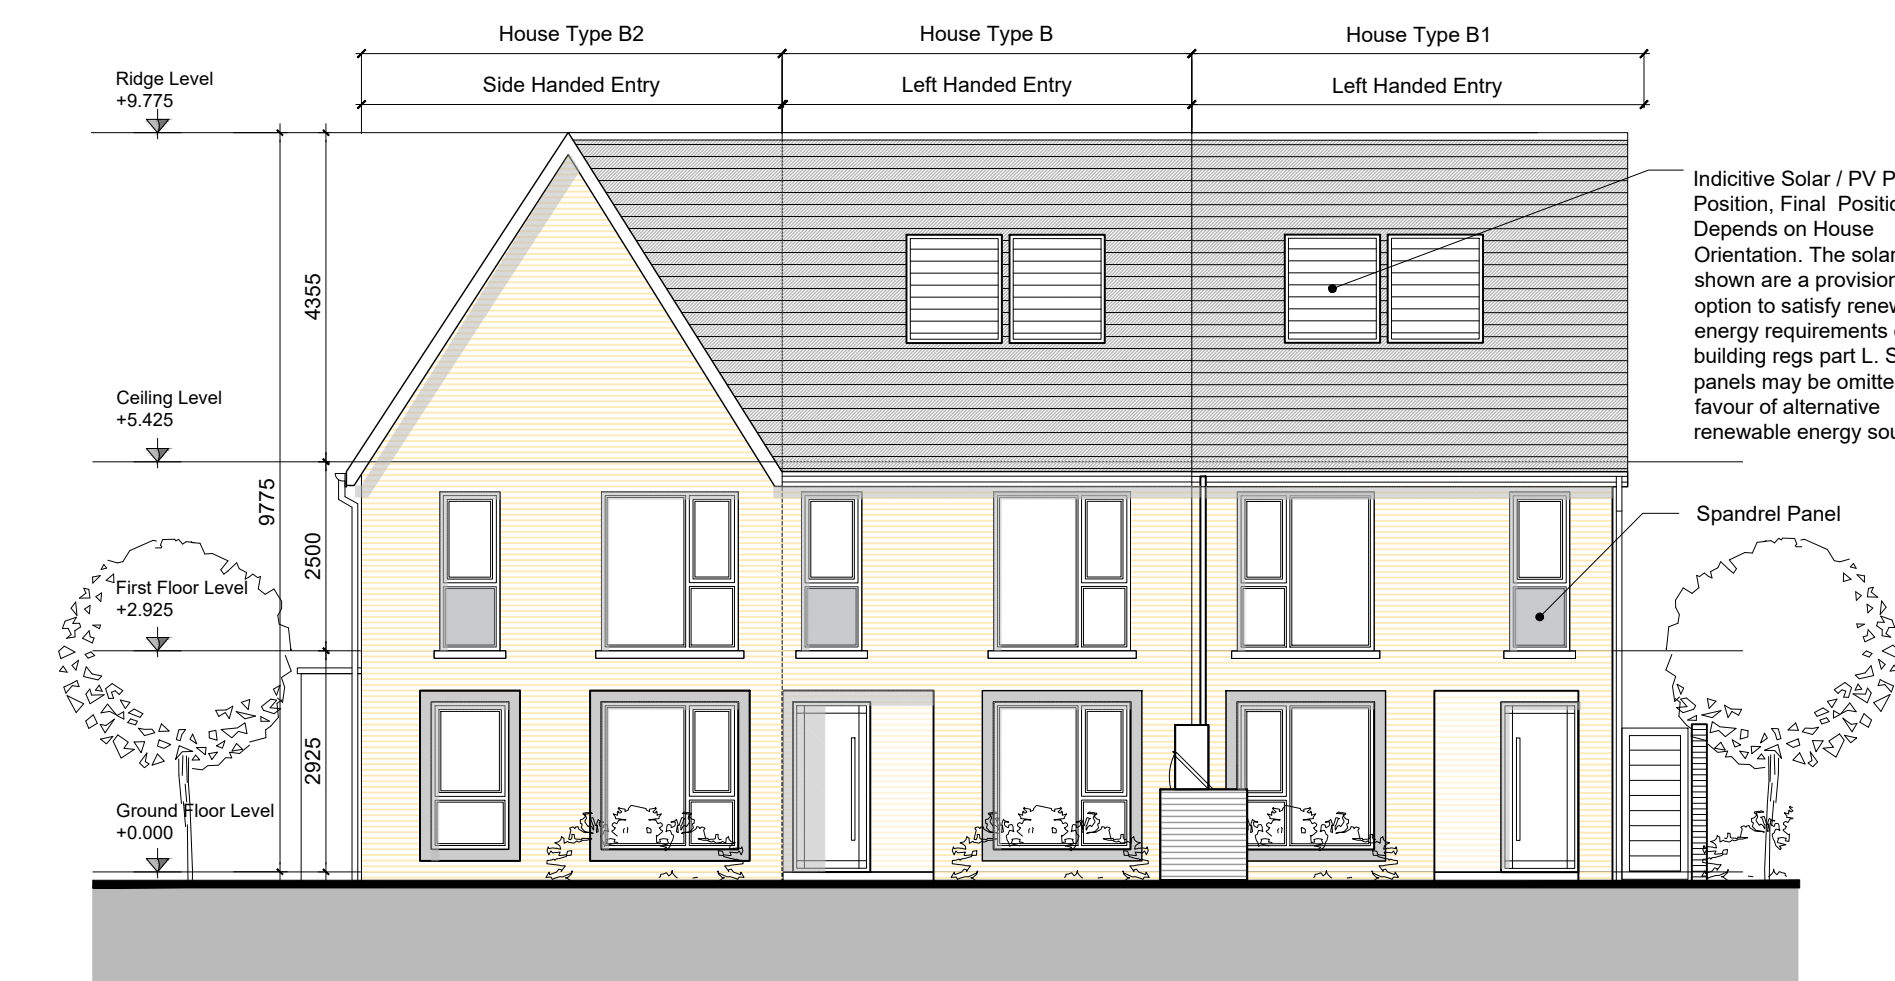 House Type B2
House Type B
House Type B1
Side Handed Entry
Left Handed Entry
Left Handed Entry
Ridge Level
+9.775
Indicitive Solar / PV P
Position, Final Positio
Depends on House
Orientation. The solar
shown are a provision
option to satisfy renew
energy requirements
building regs part L. S
panels may be omitte
favour of alternative
renewable energy sou
4355
Ceiling Level
+5.425
9775
2500
Spandrel Panel
First Floor Level
+2.925
2925
Ground Floor Level
+0.000